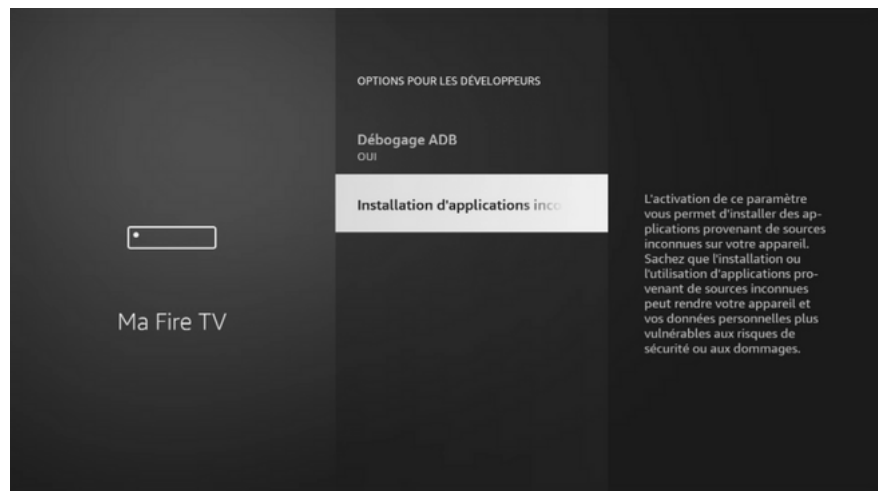 OPTIONS POUR LES DÉVELOPPEURS
Débogage ADB
OUI
Installation d'applications inco
Ma Fire TV
L'activation de ce paramètre
vous permet d'installer des ap-
plications provenant de sources
inconnues sur votre appareil.
Sachez que l'installation ou
l'utilisation d'applications pro-
venant de sources inconnues
peut rendre votre appareil et
vos données personnelles plus
vulnérables aux risques de
sécurité ou aux dommages.